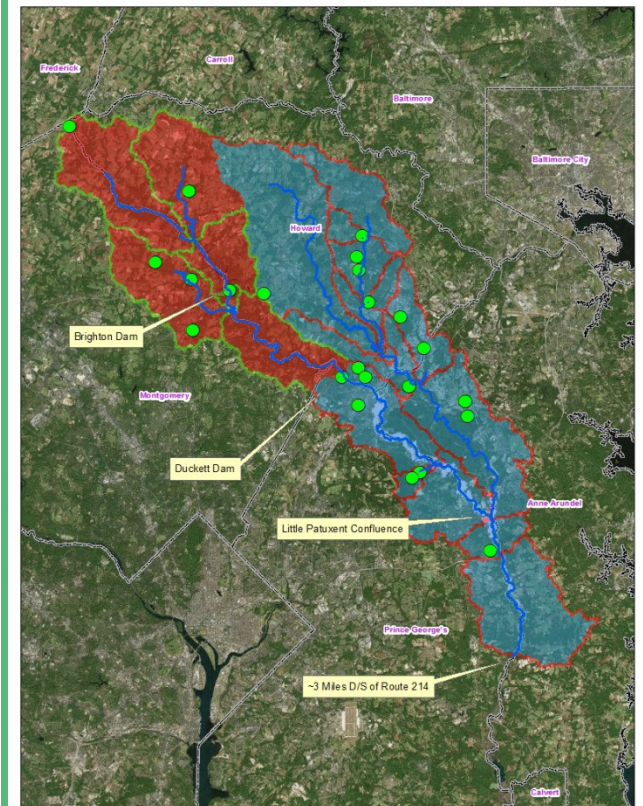 Carroll
Frederick
Baltimore
Baltimore City
Howard
Brighton Dam
Montgomery
Duckett Dam
Anne Arundel
Little Patuxent Confluence
Prince George's
~3 Miles D/S of Route 214
Calvert